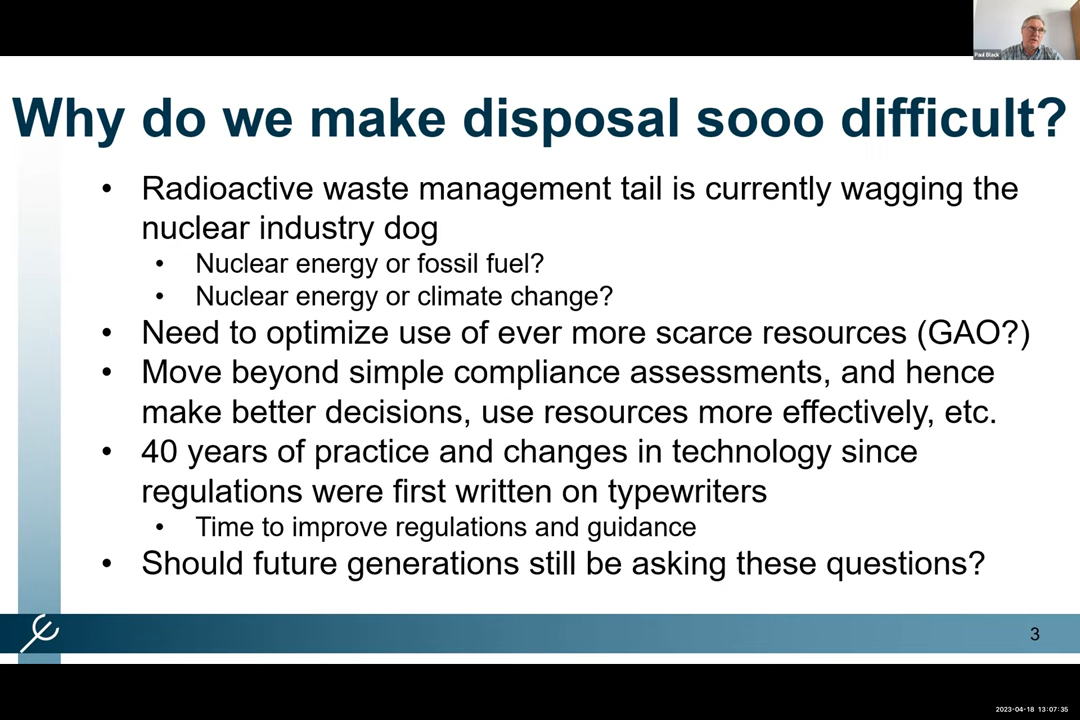 Paul Black
Why do we make disposal sooo difficult?
• Radioactive waste management tail is currently wagging the
nuclear industry dog
• Nuclear energy or fossil fuel?
• Nuclear energy or climate change?
• Need to optimize use of ever more scarce resources (GAO?)
• Move beyond simple compliance assessments, and hence
make better decisions, use resources more effectively, etc.
• 40 years of practice and changes in technology since
regulations were first written on typewriters
• Time to improve regulations and guidance
• Should future generations still be asking these questions?
3
2023-04-18 13:07:35